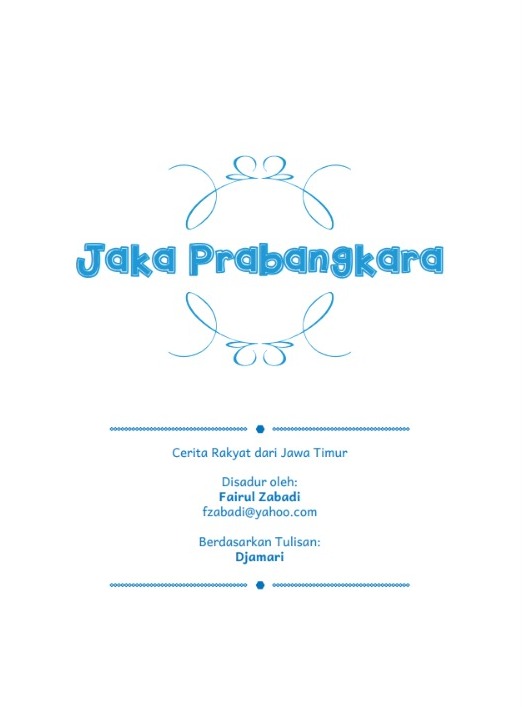 Jaka Prabangkara
Cerita Rakyat dari Jawa Timur
Disadur oleh:
Fairul Zabadi
fzabadi@yahoo.com
Berdasarkan Tulisan:
Djamari